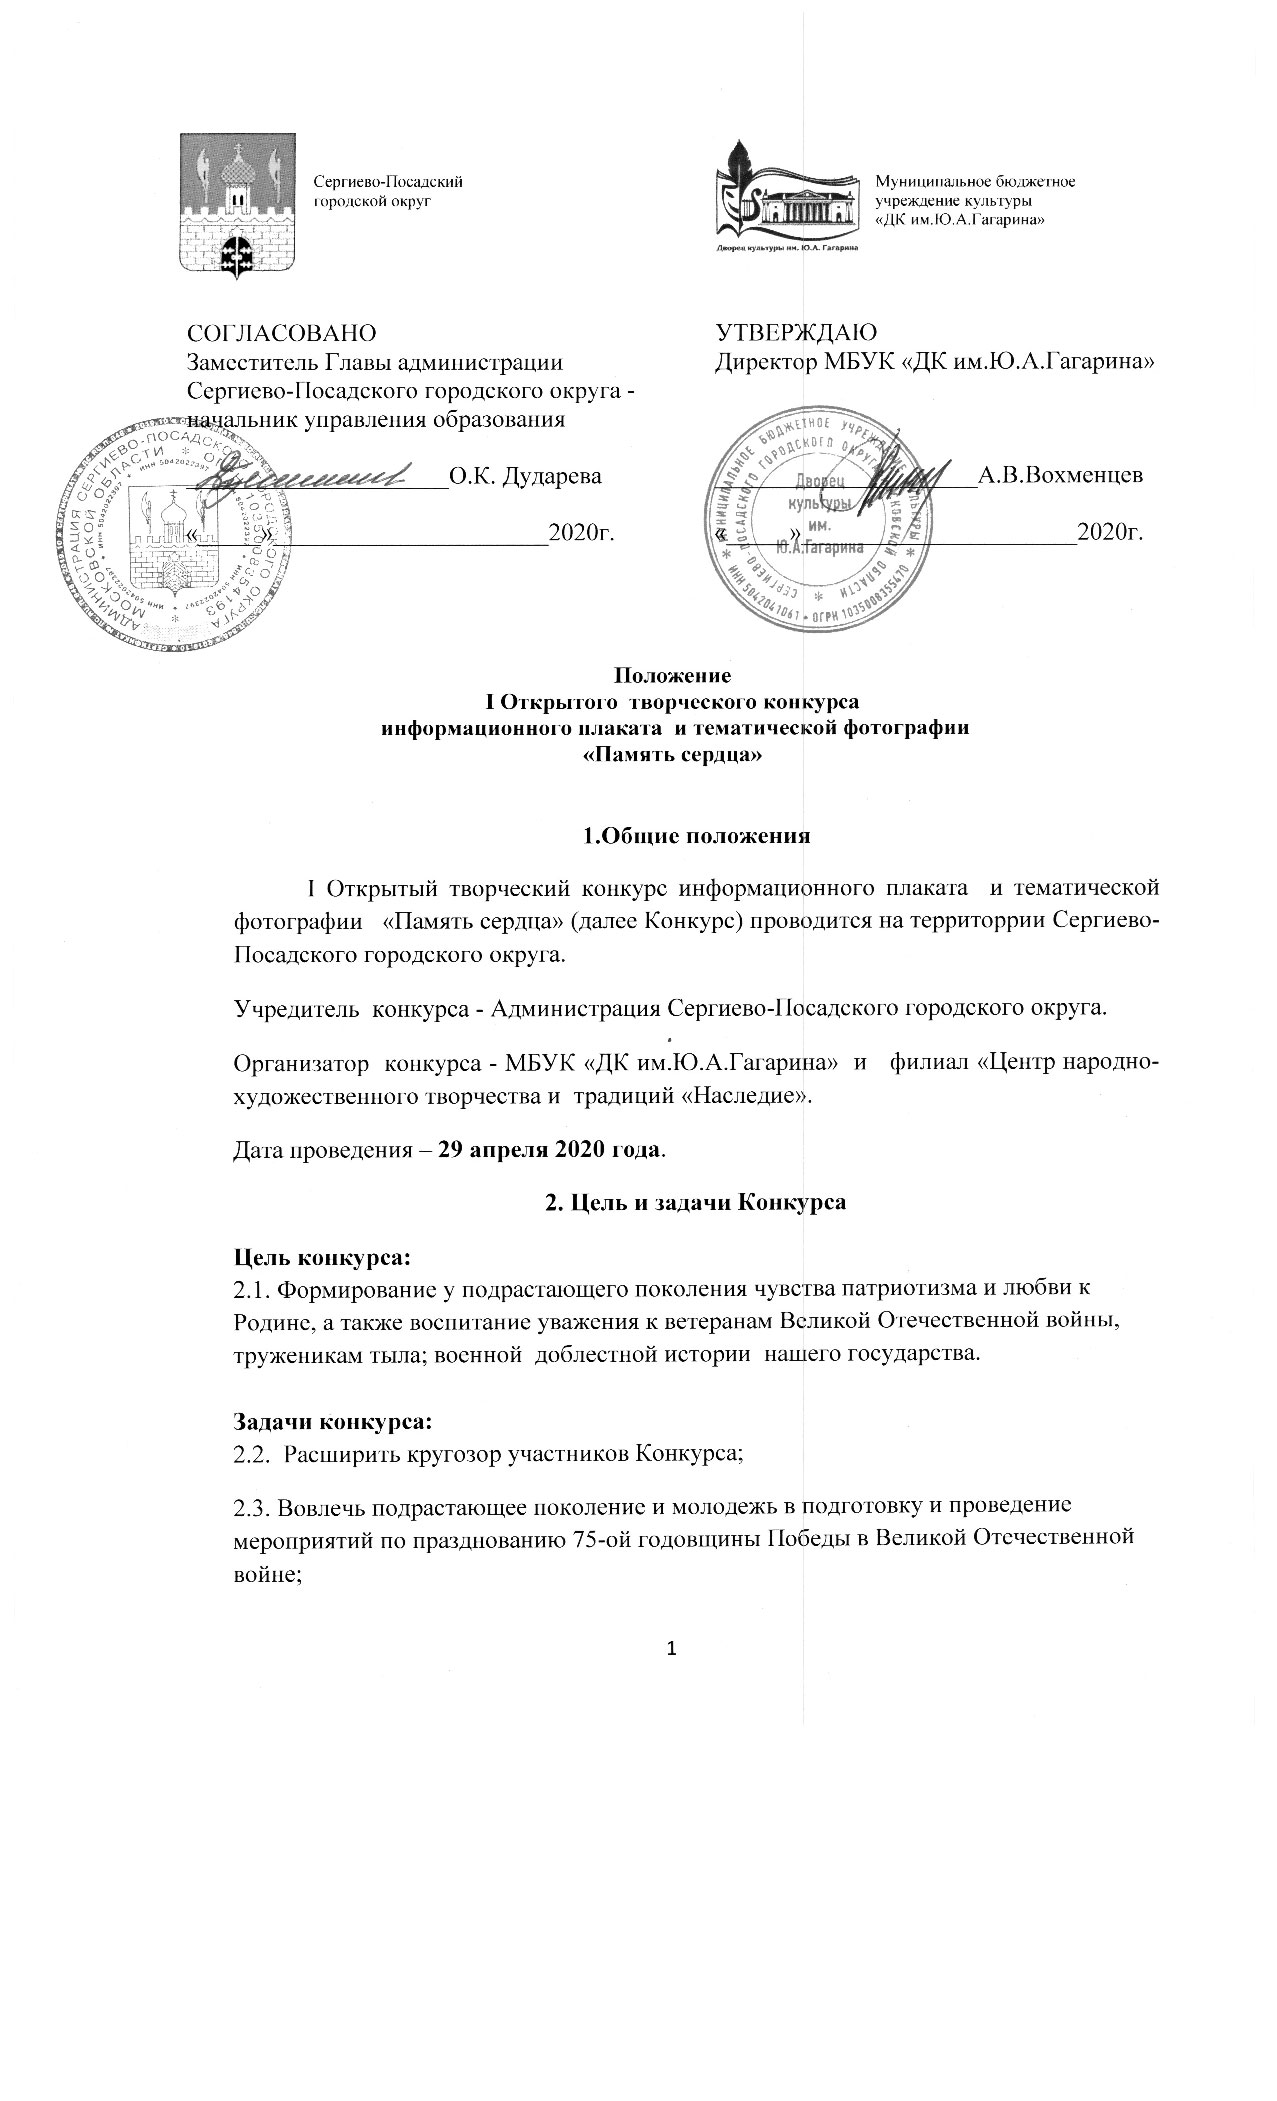 Сергиево-Посадский
городской округ
Муниципальное бюджетное
учреждение культуры
«ДК им.Ю.А.Гагарина»
Дворец культуры им. Ю.А. Гагарина
СОГЛАСОВАНО
Заместитель Главы администрации
Сергиево-Посадского городского округа -
начальник управления образования
О.К. Дударева
«_____»_____________________2020г.
УТВЕРЖДАЮ
Директор МБУК «ДК им.Ю.А.Гагарина»
А.В.Вохменцев
«_____»_____________________2020г.
АДМИНИСТРАЦИЯ СЕРГИЕВО-ПОСАДСКОГО ГОРОДСКОГО ОКРУГА
МОСКОВСКОЙ ОБЛАСТИ
ИНН 5042022397
МУНИЦИПАЛЬНОЕ БЮДЖЕТНОЕ УЧРЕЖДЕНИЕ КУЛЬТУРЫ
ИНН 5042041061 • ОГРН 1035008355470
СЕРГИЕВО-ПОСАДСКОГО ГОРОДСКОГО ОКРУГА МОСКОВСКОЙ ОБЛАСТИ
Дворец
культуры
им.
Ю.А.Гагарина
Положение
I Открытого творческого конкурса
информационного плаката и тематической фотографии
«Память сердца»
1.Общие положения
I Открытый творческий конкурс информационного плаката и тематической
фотографии «Память сердца» (далее Конкурс) проводится на территоррии Сергиево-
Посадского городского округа.
Учредитель конкурса - Администрация Сергиево-Посадского городского округа.
Организатор конкурса - МБУК «ДК им.Ю.А.Гагарина» и филиал «Центр народно-
художественного творчества и традиций «Наследие».
Дата проведения – 29 апреля 2020 года.
2. Цель и задачи Конкурса
Цель конкурса:
2.1. Формирование у подрастающего поколения чувства патриотизма и любви к
Родине, а также воспитание уважения к ветеранам Великой Отечественной войны,
труженикам тыла; военной доблестной истории нашего государства.
Задачи конкурса:
2.2. Расширить кругозор участников Конкурса;
2.3. Вовлечь подрастающее поколение и молодежь в подготовку и проведение
мероприятий по празднованию 75-ой годовщины Победы в Великой Отечественной
войне;
1